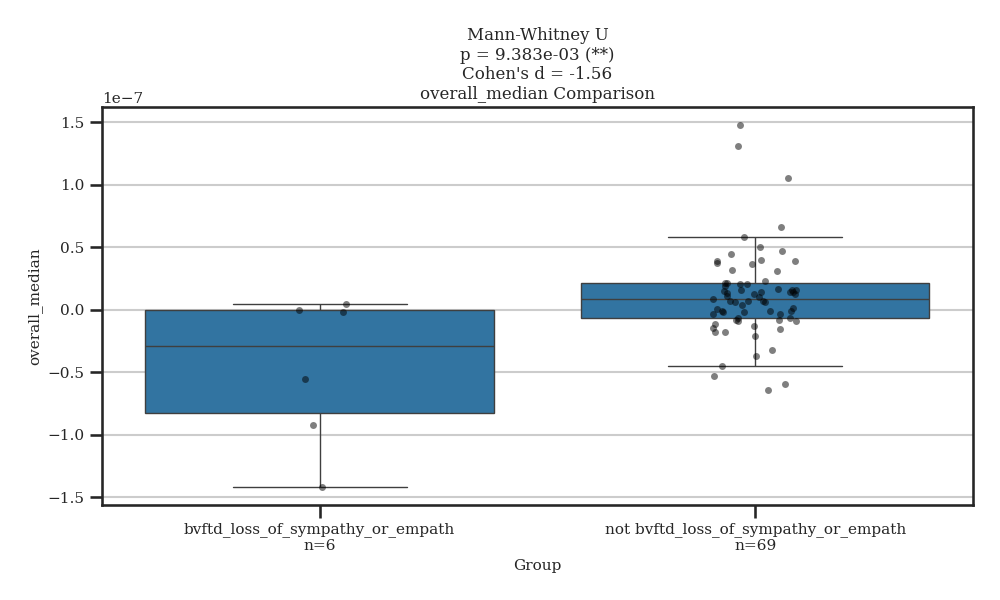 Mann-Whitney U
p = 9.383e-03 (**)
Cohen's d = -1.56
overall_median Comparison
1e−7
1.5
1.0
0.5
0.0
−0.5
−1.0
−1.5
overall_median
bvftd_loss_of_sympathy_or_empath
n=6
not bvftd_loss_of_sympathy_or_empath
n=69
Group